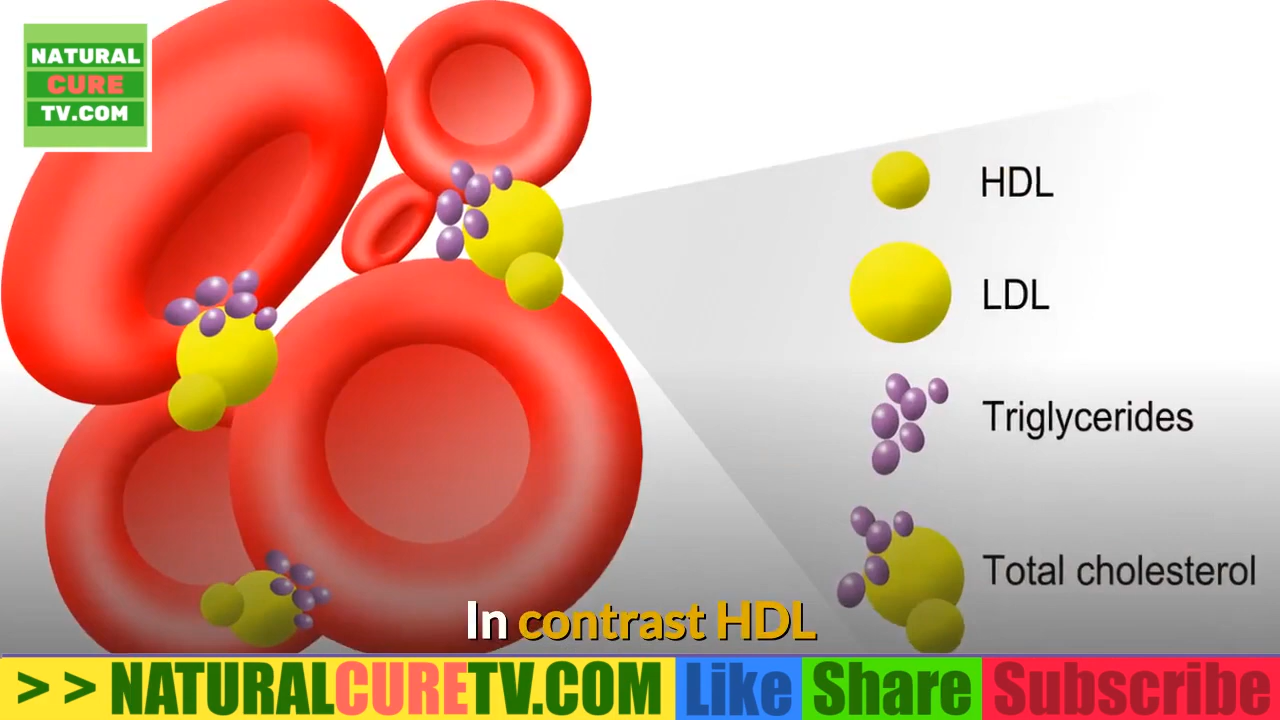 NATURAL
CURE
TV.COM
HDL
LDL
Triglycerides
Total cholesterol
In contrast HDL
> > NATURALCURETV.COM Like Share Subscribe